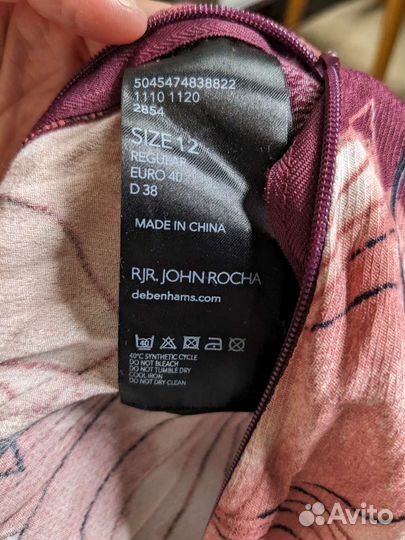 5045474838822
1110 1120
2854
SIZE 12
REGULAR
EURO 40
D 38
MADE IN CHINA
RJR. JOHN ROCHA
debenhams.com
40
40°C SYNTHETIC CYCLE
DO NOT BLEACH
DO NOT TUMBLE DRY
COOL IRON
DO NOT DRY CLEAN
Avito